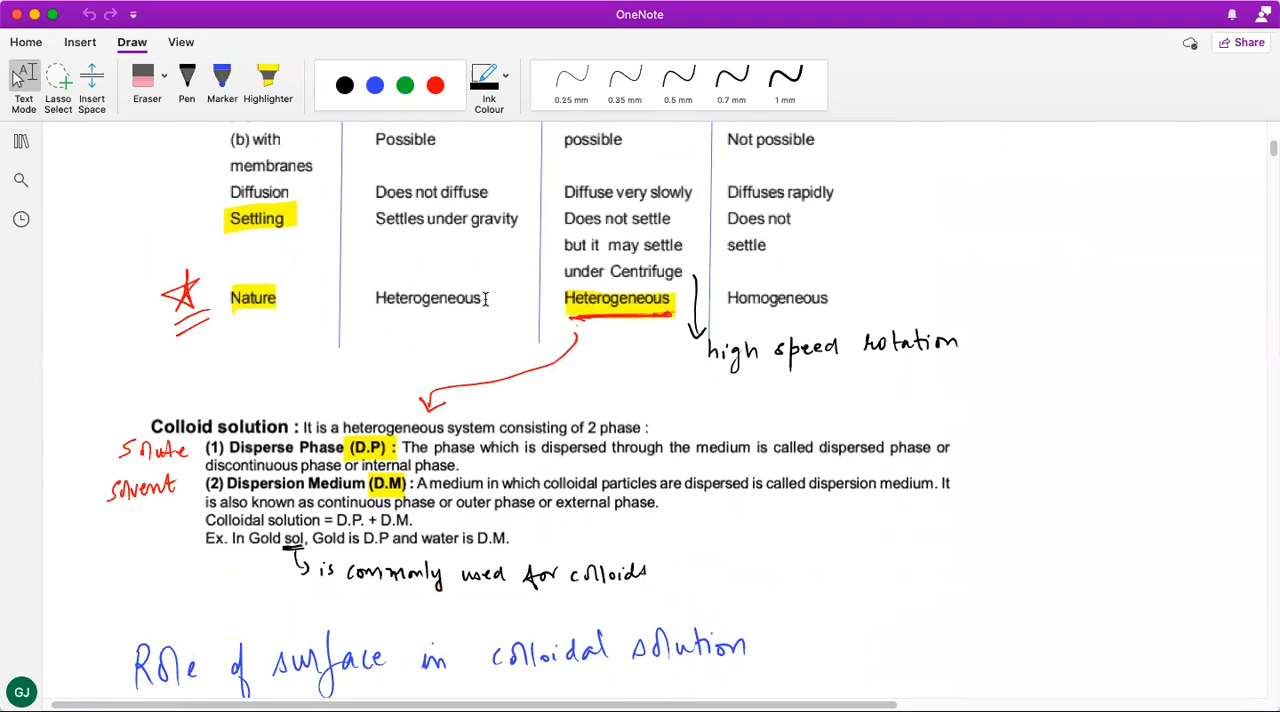 OneNote
Home Insert Draw View
Share
Text Mode
Lasso Select
Insert Space
Eraser
Pen
Marker
Highlighter
Ink Colour
0.25 mm 0.35 mm 0.5 mm 0.7 mm 1 mm
(b) with Possible possible Not possible
membranes
Diffusion Does not diffuse Diffuse very slowly Diffuses rapidly
Settling Settles under gravity Does not settle Does not
but it may settle settle
under Centrifuge
Nature Heterogeneous Heterogeneous Homogeneous
high speed rotation
Colloid solution : It is a heterogeneous system consisting of 2 phase :
Solute (1) Disperse Phase (D.P) : The phase which is dispersed through the medium is called dispersed phase or
discontinuous phase or internal phase.
Solvent (2) Dispersion Medium (D.M) : A medium in which colloidal particles are dispersed is called dispersion medium. It
is also known as continuous phase or outer phase or external phase.
Colloidal solution = D.P. + D.M.
Ex. In Gold sol, Gold is D.P and water is D.M.
is commonly used for colloids
Role of surface in colloidal solution
GJ